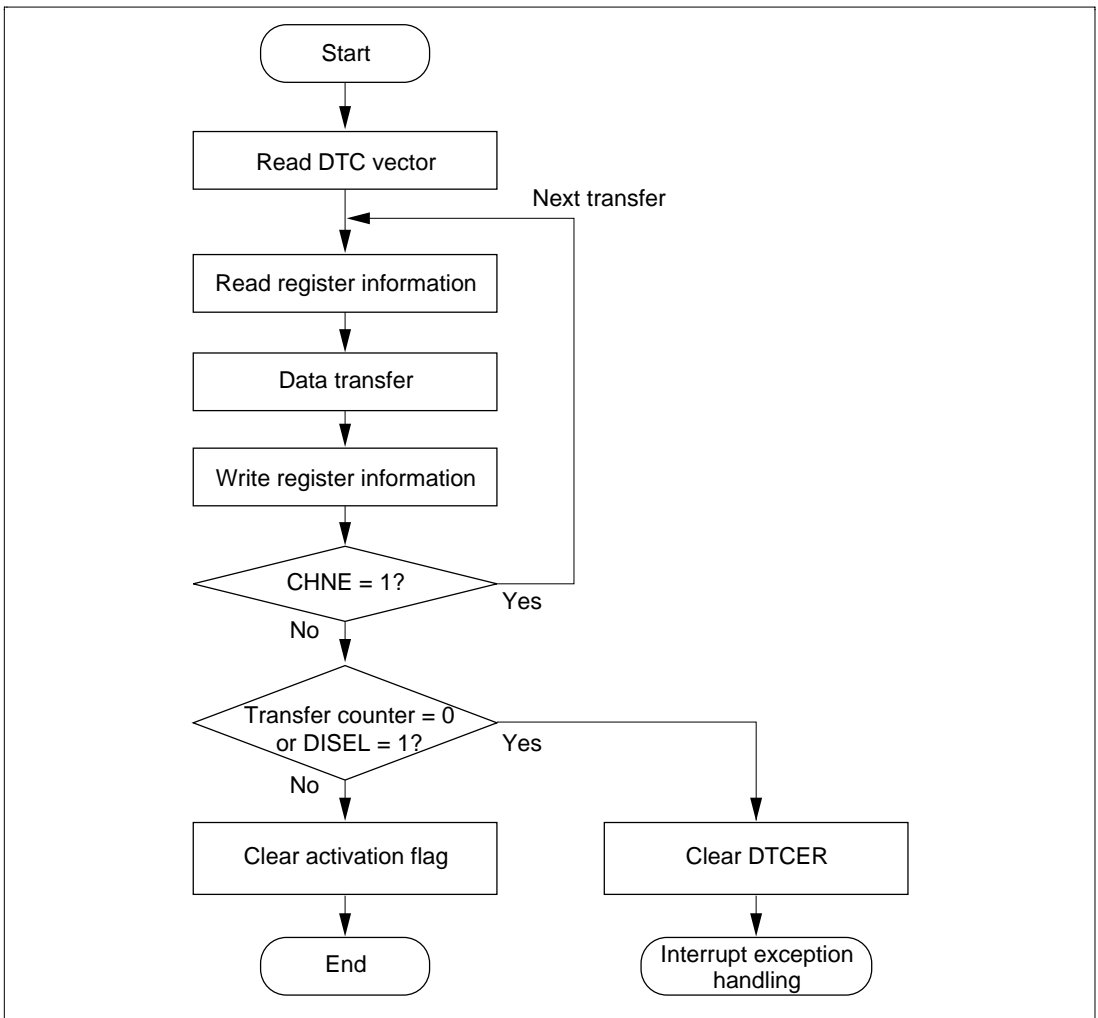 Start
Read DTC vector
Next transfer
Read register information
Data transfer
Write register information
CHNE = 1?
Yes
No
Transfer counter = 0
or DISEL = 1?
Yes
No
Clear activation flag
Clear DTCER
End
Interrupt exception
handling